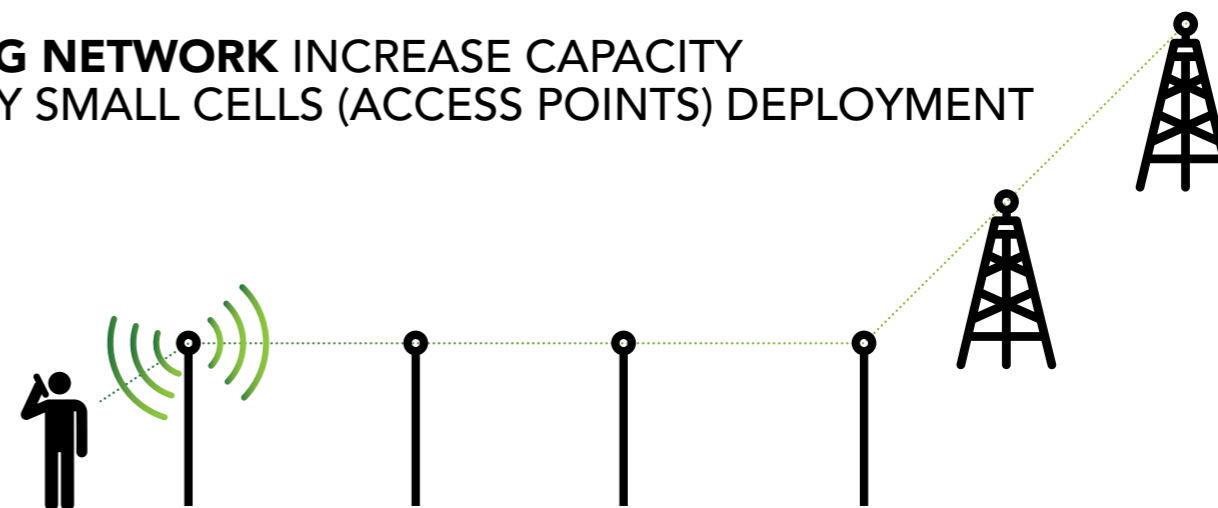 G NETWORK INCREASE CAPACITY
Y SMALL CELLS (ACCESS POINTS) DEPLOYMENT